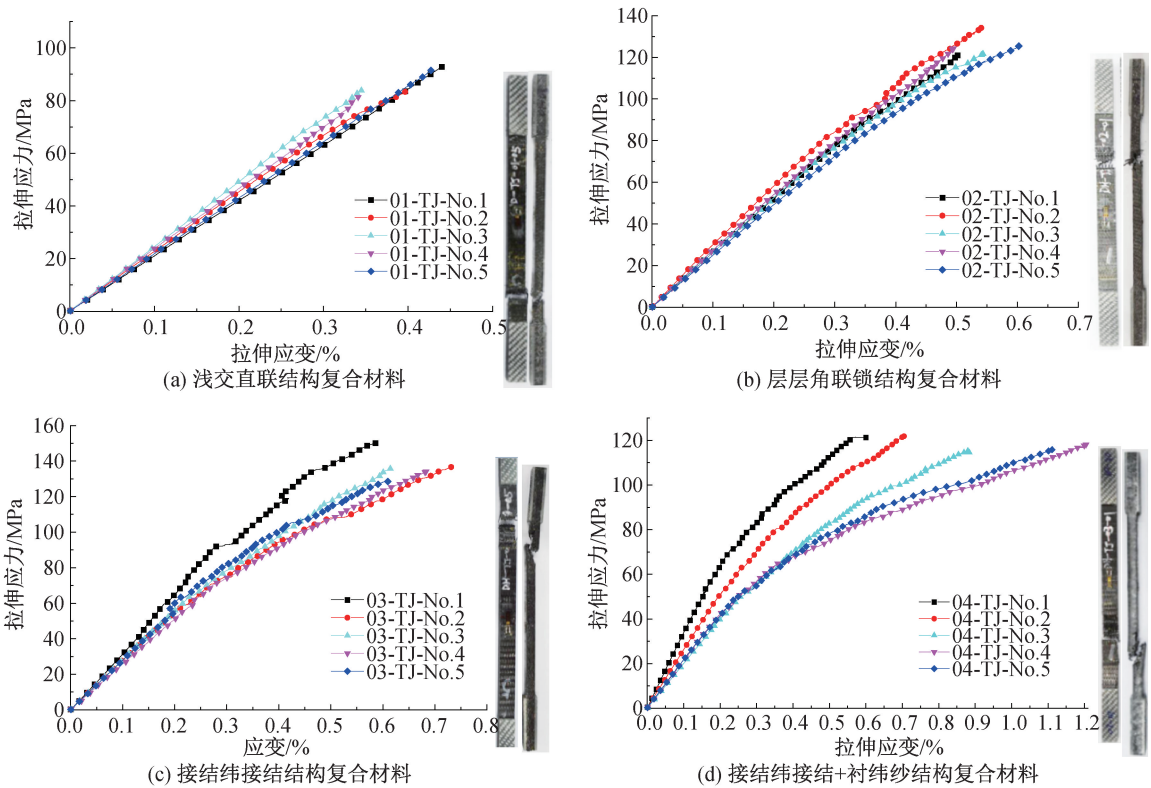 拉伸应力/MPa
100
80
60
40
20
0
0.0 0.1 0.2 0.3 0.4 0.5
01-TJ-No.1
01-TJ-No.2
01-TJ-No.3
01-TJ-No.4
01-TJ-No.5
拉伸应变/%
(a) 浅交直联结构复合材料
拉伸应力/MPa
140
120
100
80
60
40
20
0
0.0 0.1 0.2 0.3 0.4 0.5 0.6 0.7
02-TJ-No.1
02-TJ-No.2
02-TJ-No.3
02-TJ-No.4
02-TJ-No.5
拉伸应变/%
(b) 层层角联锁结构复合材料
拉伸应力/MPa
160
140
120
100
80
60
40
20
0
0.0 0.1 0.2 0.3 0.4 0.5 0.6 0.7 0.8
03-TJ-No.1
03-TJ-No.2
03-TJ-No.3
03-TJ-No.4
03-TJ-No.5
应变/%
(c) 接结纬接结结构复合材料
拉伸应力/MPa
120
100
80
60
40
20
0
0.0 0.1 0.2 0.3 0.4 0.5 0.6 0.7 0.8 0.9 1.0 1.1 1.2
04-TJ-No.1
04-TJ-No.2
04-TJ-No.3
04-TJ-No.4
04-TJ-No.5
拉伸应变/%
(d) 接结纬接结+衬纬纱结构复合材料